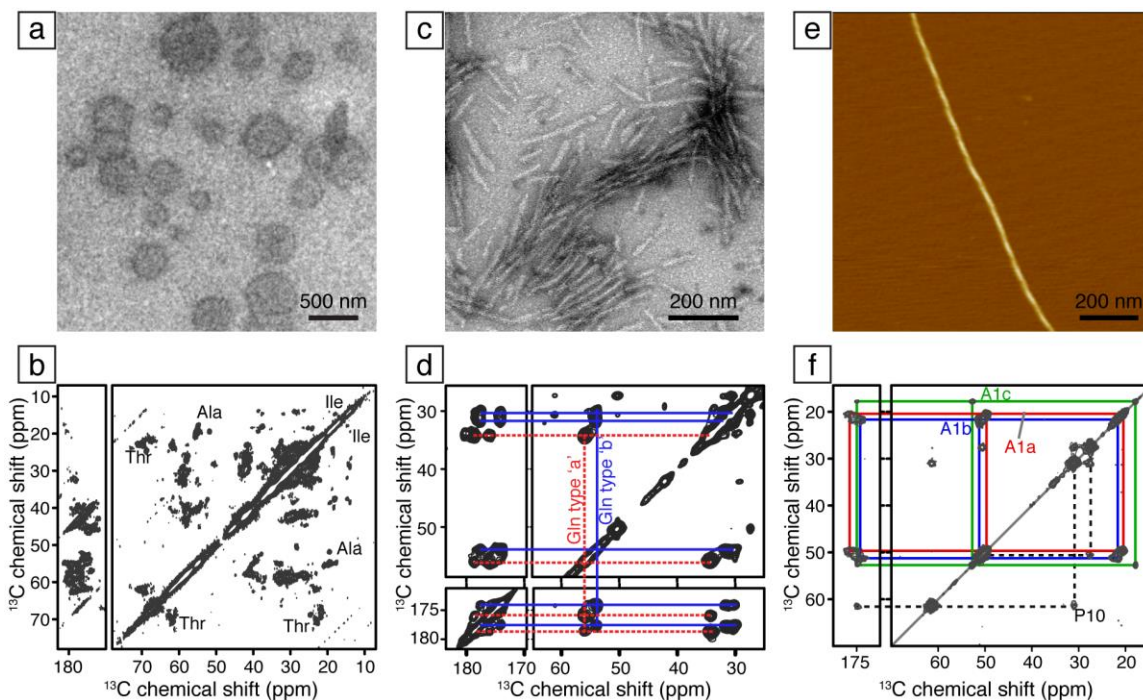 a
500 nm
c
200 nm
e
200 nm
b
10
20
30
40
50
60
70
180
70
60
50
40
30
20
10
13C chemical shift (ppm)
13C chemical shift (ppm)
Ile
Ala
Ile
Thr
Ala
Thr
Thr
d
30
40
50
175
180
180
170
60
50
40
30
13C chemical shift (ppm)
13C chemical shift (ppm)
Gln type 'a'
Gln type 'b'
f
20
30
40
50
60
175
60
50
40
30
20
13C chemical shift (ppm)
13C chemical shift (ppm)
A1c
A1b
A1a
P10